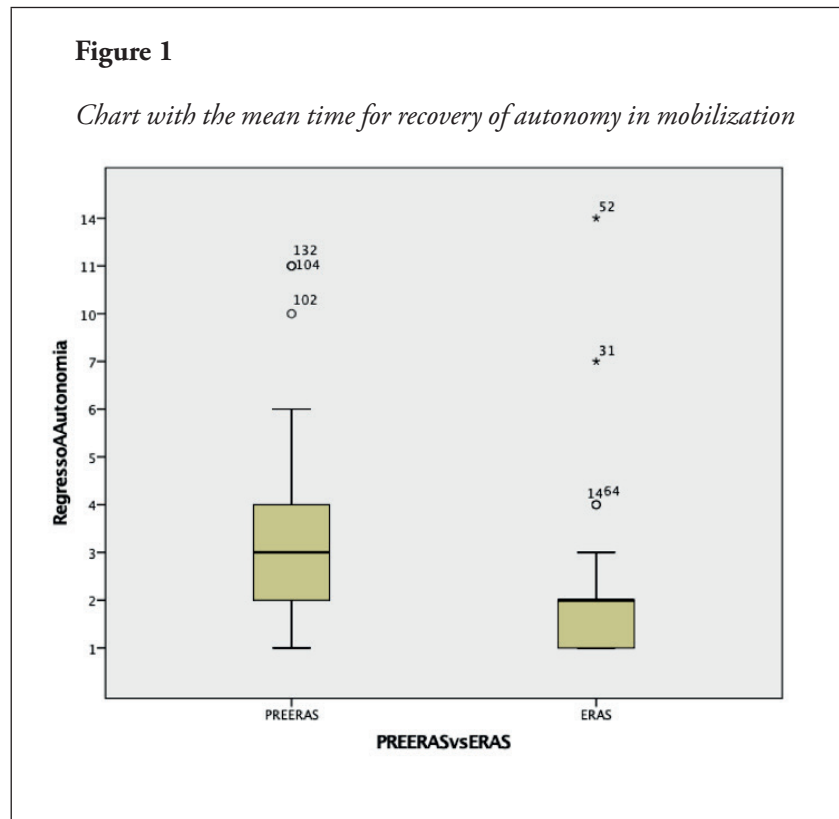 Figure 1
Chart with the mean time for recovery of autonomy in mobilization
RegressoAAutonomia
14
11
10
7
6
5
4
3
2
1
132
104
102
52
31
14 64
PREERAS
ERAS
PREERASvsERAS